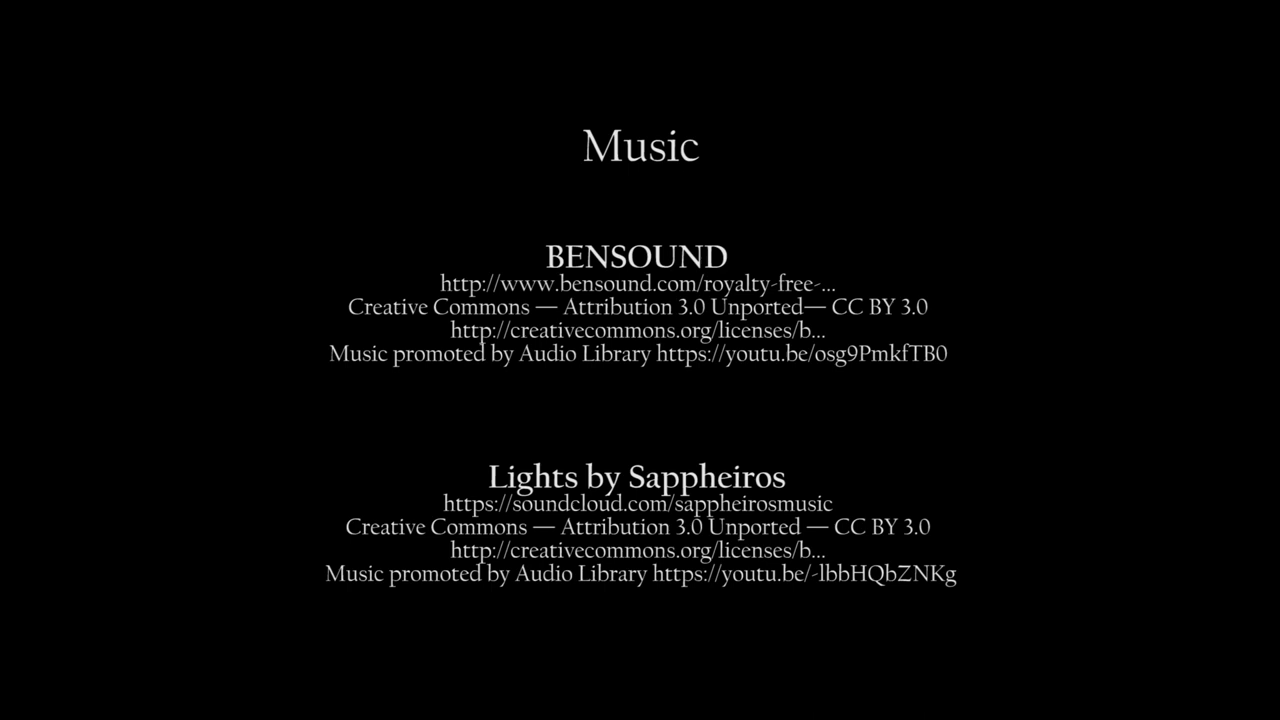 Music
BENSOUND
http://www.bensound.com/royalty-free-...
Creative Commons — Attribution 3.0 Unported— CC BY 3.0
http://creativecommons.org/licenses/b...
Music promoted by Audio Library https://youtu.be/osg9PmkfTB0
Lights by Sappheiros
https://soundcloud.com/sappheirosmusic
Creative Commons — Attribution 3.0 Unported — CC BY 3.0
http://creativecommons.org/licenses/b...
Music promoted by Audio Library https://youtu.be/-lbbHQbZNKg